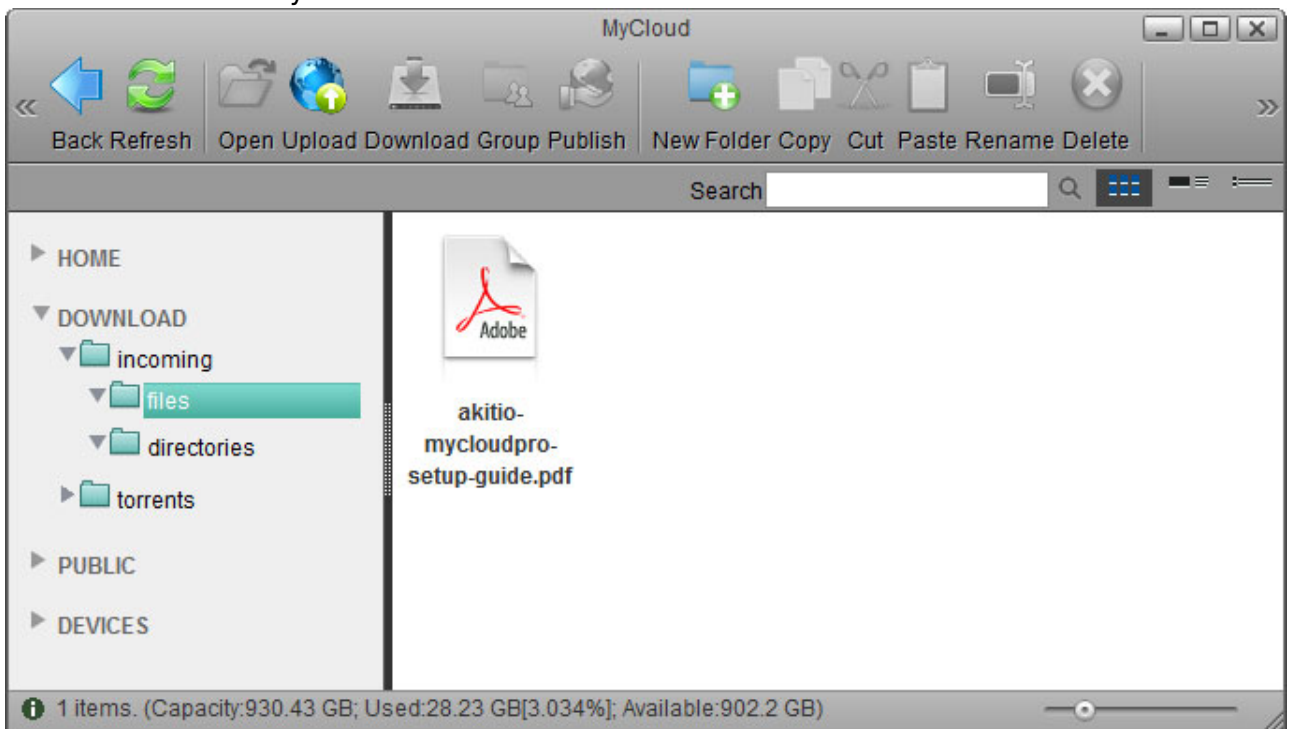 MyCloud
Back Refresh Open Upload Download Group Publish New Folder Copy Cut Paste Rename Delete
Search
HOME
DOWNLOAD
incoming
files
directories
torrents
PUBLIC
DEVICES
Adobe
akitio-
mycloudpro-
setup-guide.pdf
1 items. (Capacity:930.43 GB; Used:28.23 GB[3.034%]; Available:902.2 GB)